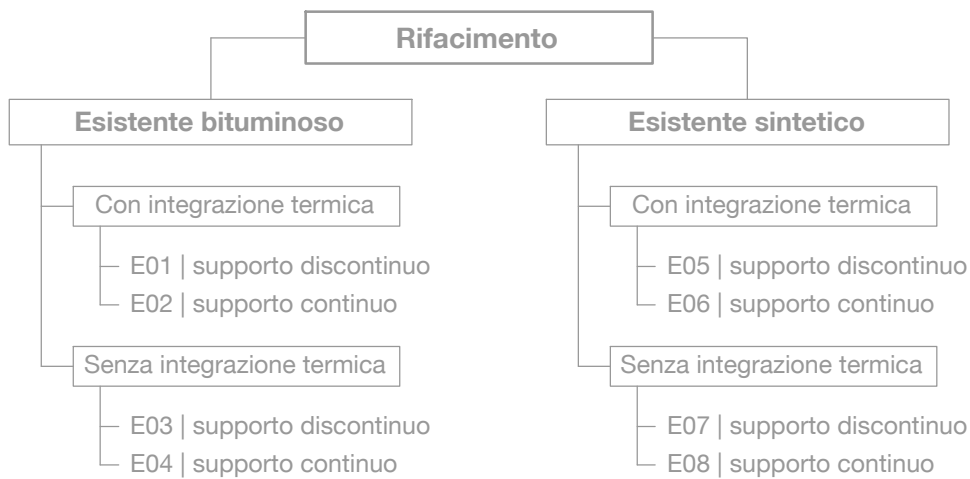 Rifacimento
Esistente bituminoso
Con integrazione termica
E01 | supporto discontinuo
E02 | supporto continuo
Senza integrazione termica
E03 | supporto discontinuo
E04 | supporto continuo
Esistente sintetico
Con integrazione termica
E05 | supporto discontinuo
E06 | supporto continuo
Senza integrazione termica
E07 | supporto discontinuo
E08 | supporto continuo